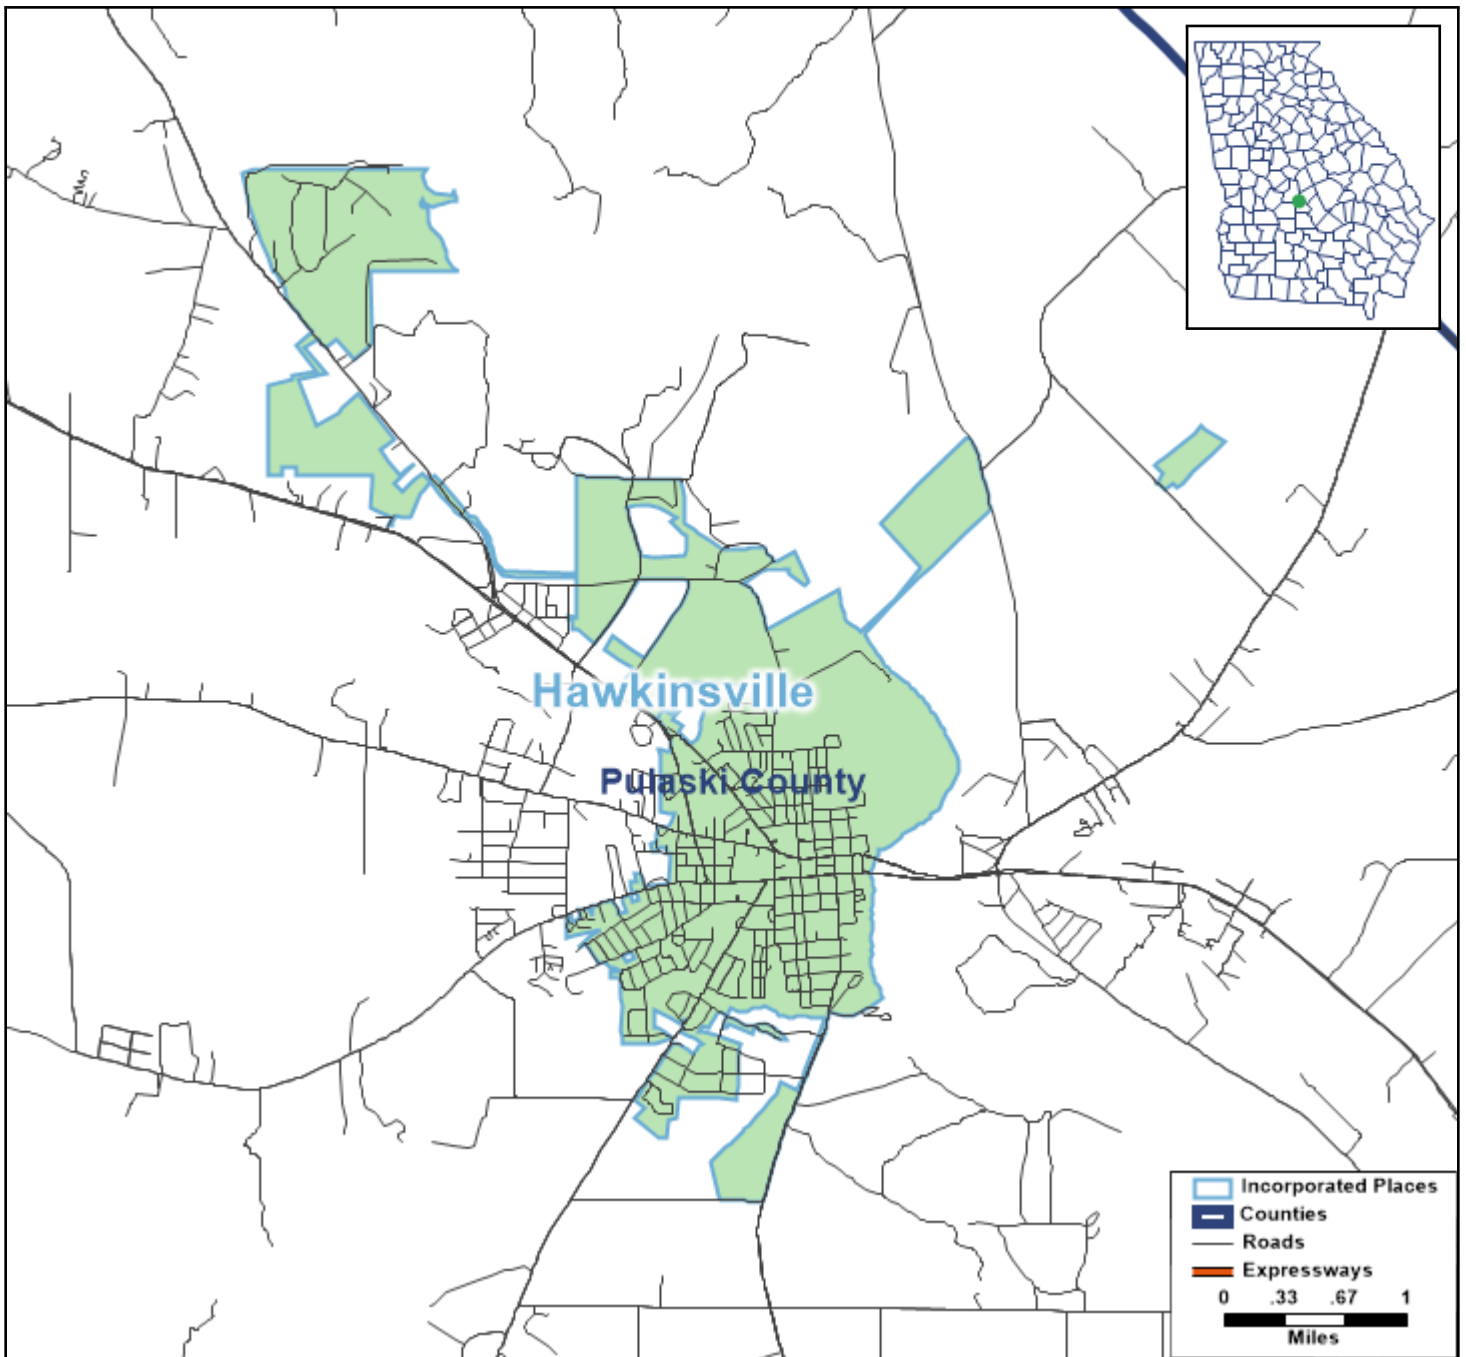 Hawkinsville
Pulaski County
Incorporated Places
Counties
Roads
Expressways
0 .33 .67 1
Miles